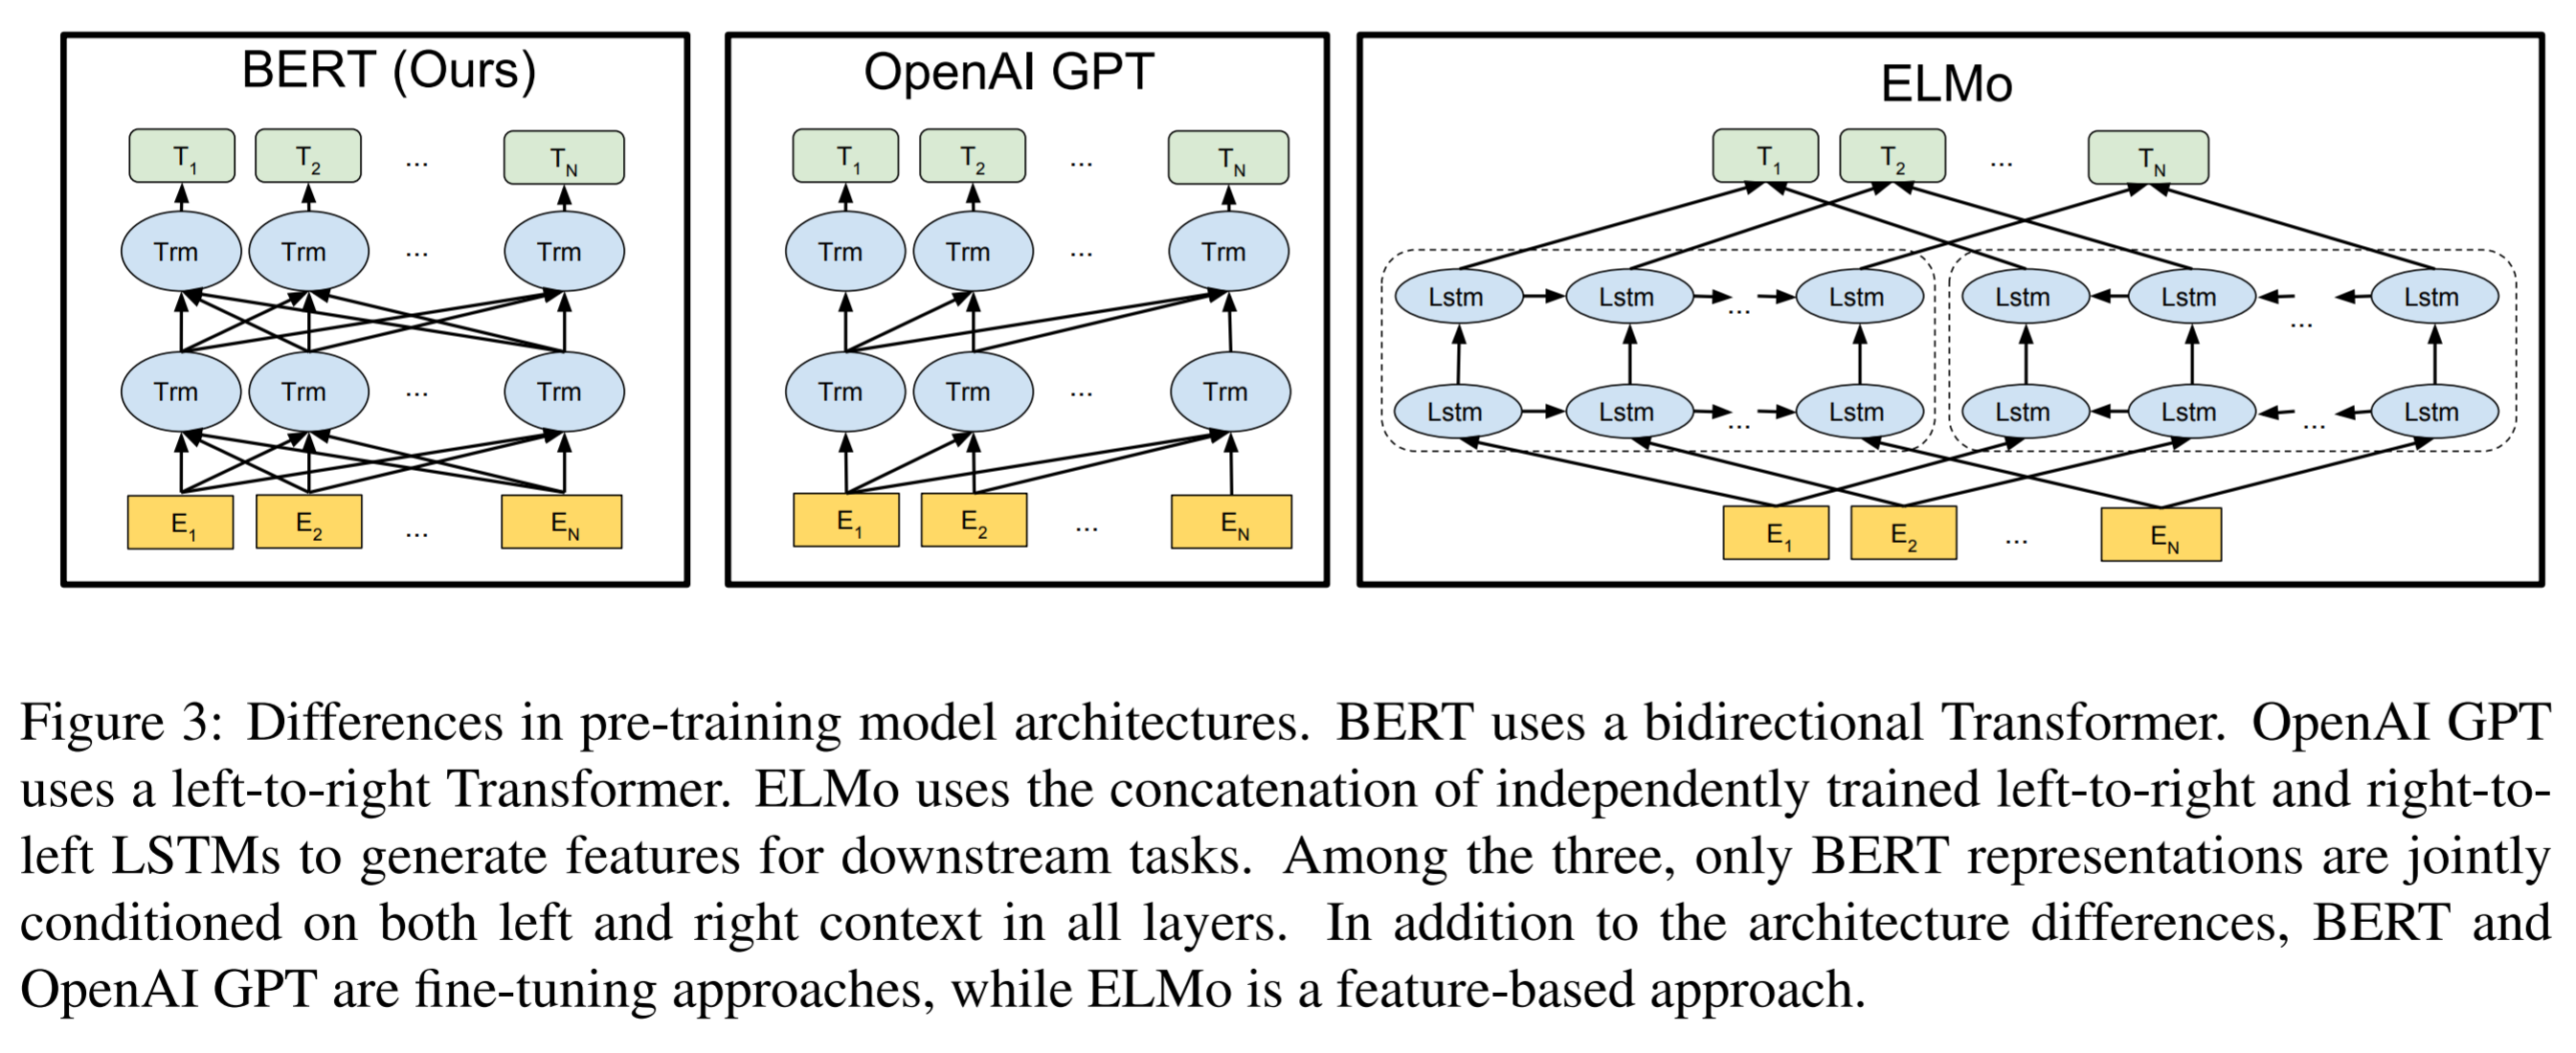 BERT (Ours)
T1 T2 ... TN
Trm Trm ... Trm
Trm Trm ... Trm
E1 E2 ... EN
OpenAI GPT
T1 T2 ... TN
Trm Trm ... Trm
Trm Trm ... Trm
E1 E2 ... EN
ELMo
T1 T2 ... TN
Lstm Lstm ... Lstm Lstm Lstm ... Lstm
Lstm Lstm ... Lstm Lstm Lstm ... Lstm
E1 E2 ... EN
Figure 3: Differences in pre-training model architectures. BERT uses a bidirectional Transformer. OpenAI GPT
uses a left-to-right Transformer. ELMo uses the concatenation of independently trained left-to-right and right-to-
left LSTMs to generate features for downstream tasks. Among the three, only BERT representations are jointly
conditioned on both left and right context in all layers. In addition to the architecture differences, BERT and
OpenAI GPT are fine-tuning approaches, while ELMo is a feature-based approach.